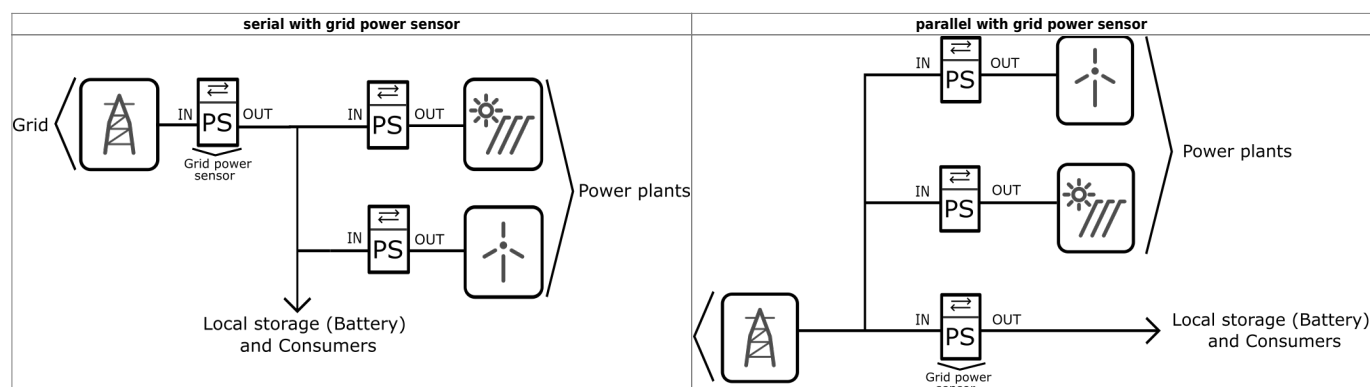 serial with grid power sensor
parallel with grid power sensor
Grid
IN
PS
OUT
Grid power
sensor
IN
PS
OUT
IN
PS
OUT
Power plants
Local storage (Battery)
and Consumers
IN
PS
OUT
IN
PS
OUT
Power plants
IN
PS
OUT
Grid power
sensor
Local storage (Battery)
and Consumers